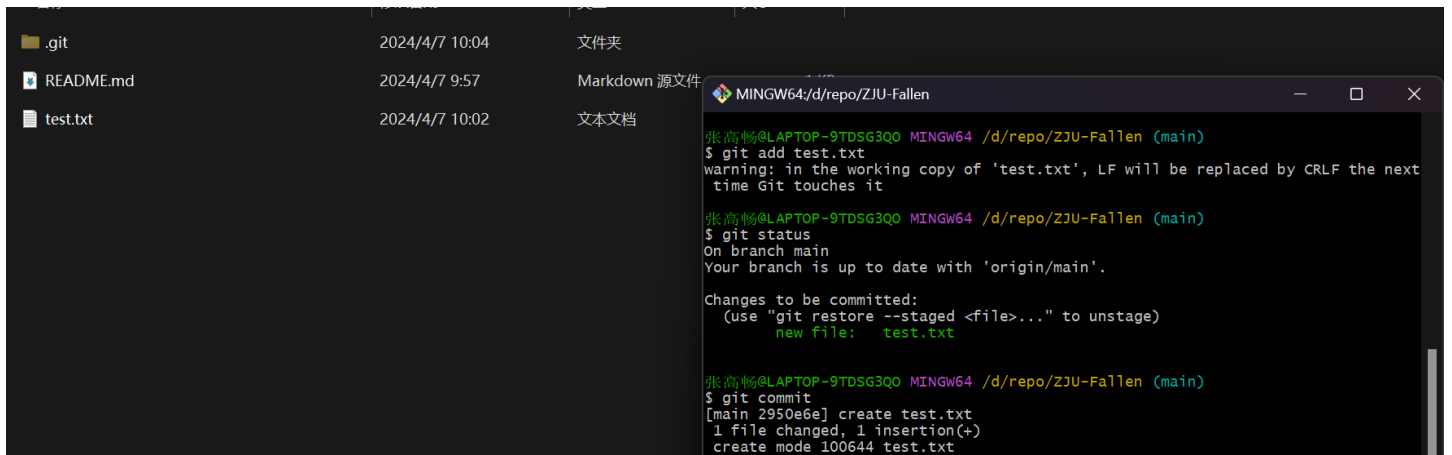 .git 2024/4/7 10:04 文件夹
README.md 2024/4/7 9:57 Markdown 源文件
test.txt 2024/4/7 10:02 文本文档
MINGW64:/d/repo/ZJU-Fallen
张高畅@LAPTOP-9TDSG3QO MINGW64 /d/repo/ZJU-Fallen (main)
$ git add test.txt
warning: in the working copy of 'test.txt', LF will be replaced by CRLF the next
time Git touches it
张高畅@LAPTOP-9TDSG3QO MINGW64 /d/repo/ZJU-Fallen (main)
$ git status
On branch main
Your branch is up to date with 'origin/main'.
Changes to be committed:
(use "git restore --staged <file>..." to unstage)
new file:   test.txt
张高畅@LAPTOP-9TDSG3QO MINGW64 /d/repo/ZJU-Fallen (main)
$ git commit
[main 2950e6e] create test.txt
1 file changed, 1 insertion(+)
create mode 100644 test.txt